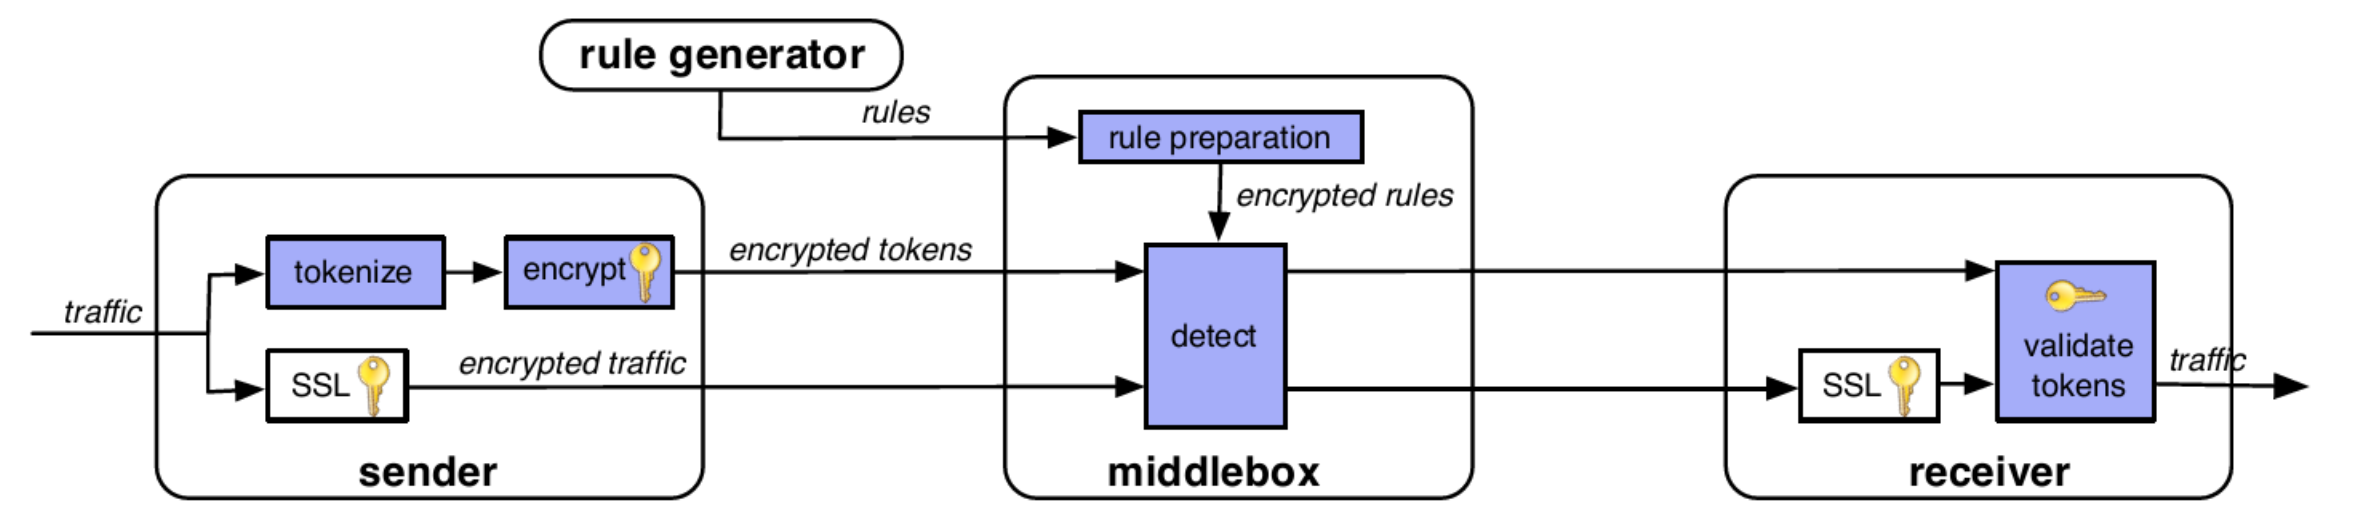 rule generator
rules
rule preparation
encrypted rules
traffic
tokenize
encrypt
encrypted tokens
SSL
encrypted traffic
sender
detect
middlebox
SSL
validate
tokens
traffic
receiver